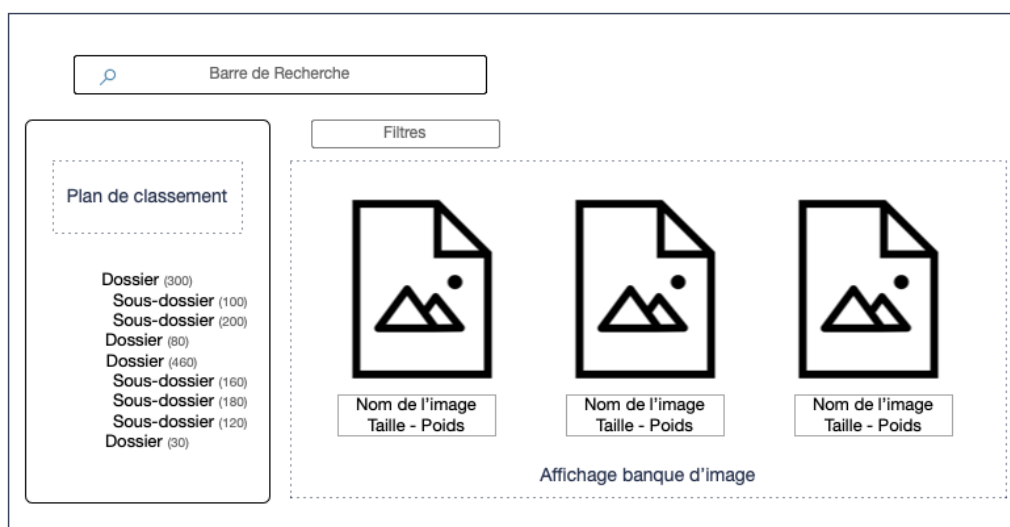 Barre de Recherche
Filtres
Plan de classement
Dossier (300)
Sous-dossier (100)
Sous-dossier (200)
Dossier (80)
Dossier (460)
Sous-dossier (160)
Sous-dossier (180)
Sous-dossier (120)
Dossier (30)
Nom de l'image
Taille - Poids
Nom de l'image
Taille - Poids
Nom de l'image
Taille - Poids
Affichage banque d'image